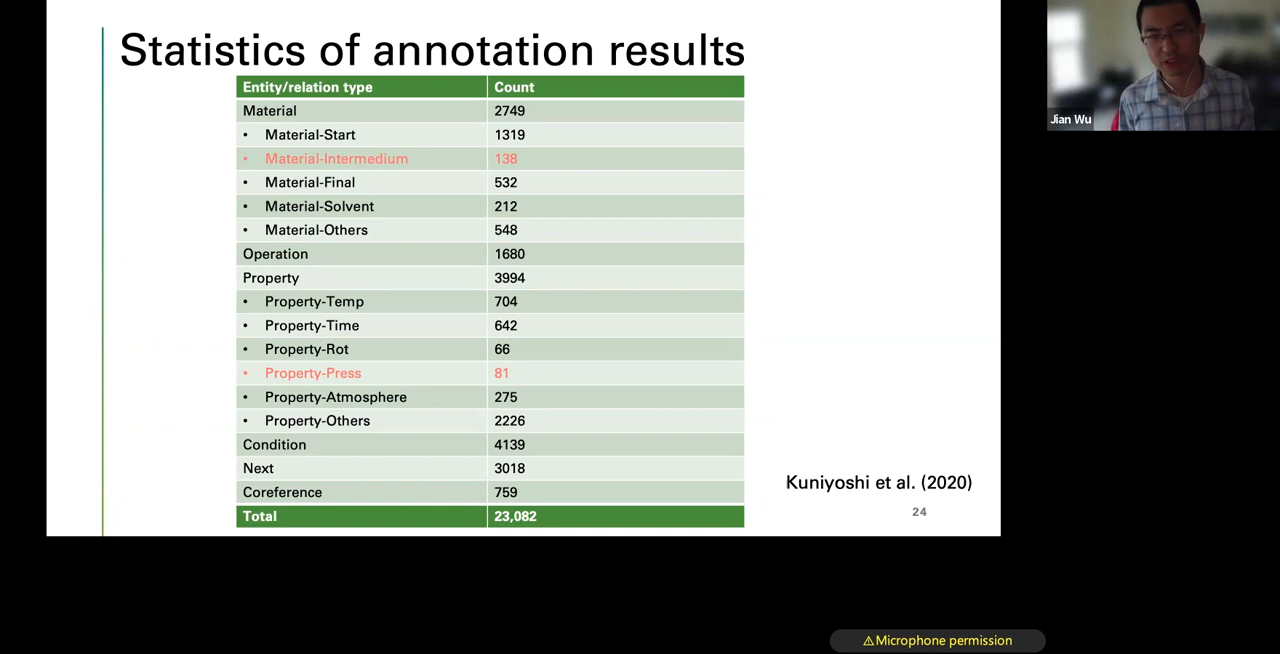 Statistics of annotation results
Entity/relation type Count
Material 2749
• Material-Start 1319
• Material-Intermedium 138
• Material-Final 532
• Material-Solvent 212
• Material-Others 548
Operation 1680
Property 3994
• Property-Temp 704
• Property-Time 642
• Property-Rot 66
• Property-Press 81
• Property-Atmosphere 275
• Property-Others 2226
Condition 4139
Next 3018
Coreference 759
Total 23,082
Kuniyoshi et al. (2020)
24
Jian Wu
⚠Microphone permission